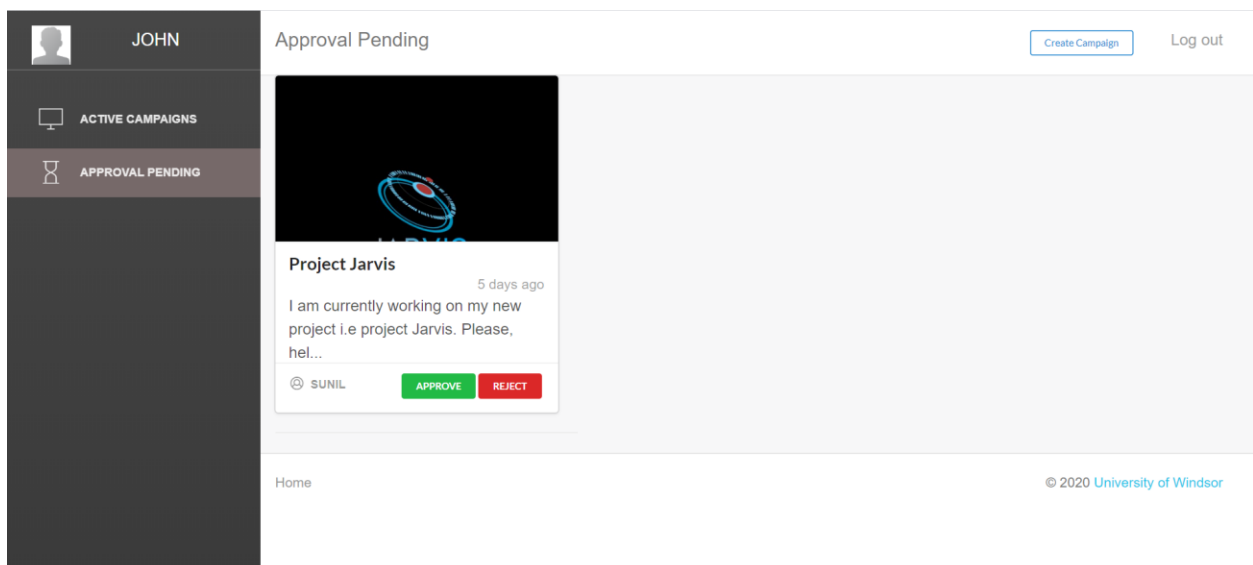 JOHN
ACTIVE CAMPAIGNS
APPROVAL PENDING
Approval Pending
Create Campaign
Log out
JARVIS
Project Jarvis
5 days ago
I am currently working on my new
project i.e project Jarvis. Please,
hel...
SUNIL
APPROVE
REJECT
Home
© 2020 University of Windsor